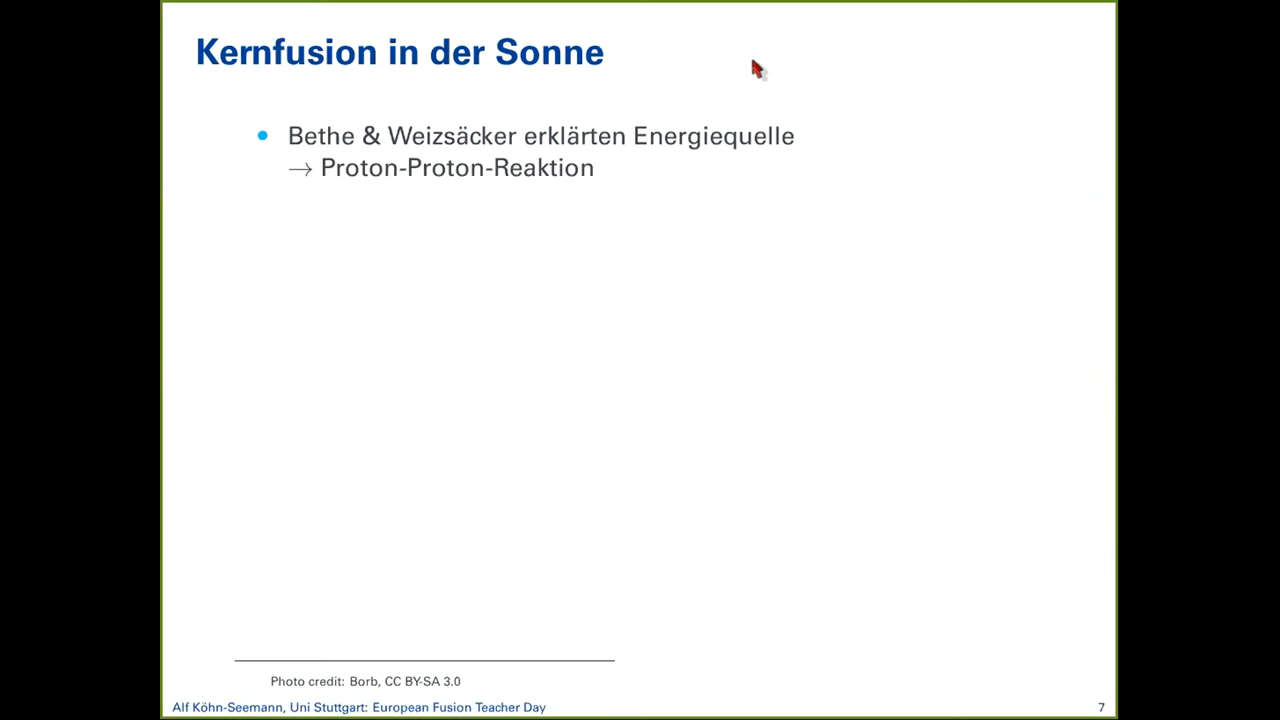 Kernfusion in der Sonne
• Bethe & Weizsäcker erklärten Energiequelle
→ Proton-Proton-Reaktion
Photo credit: Borb, CC BY-SA 3.0
Alf Köhn-Seemann, Uni Stuttgart: European Fusion Teacher Day
7